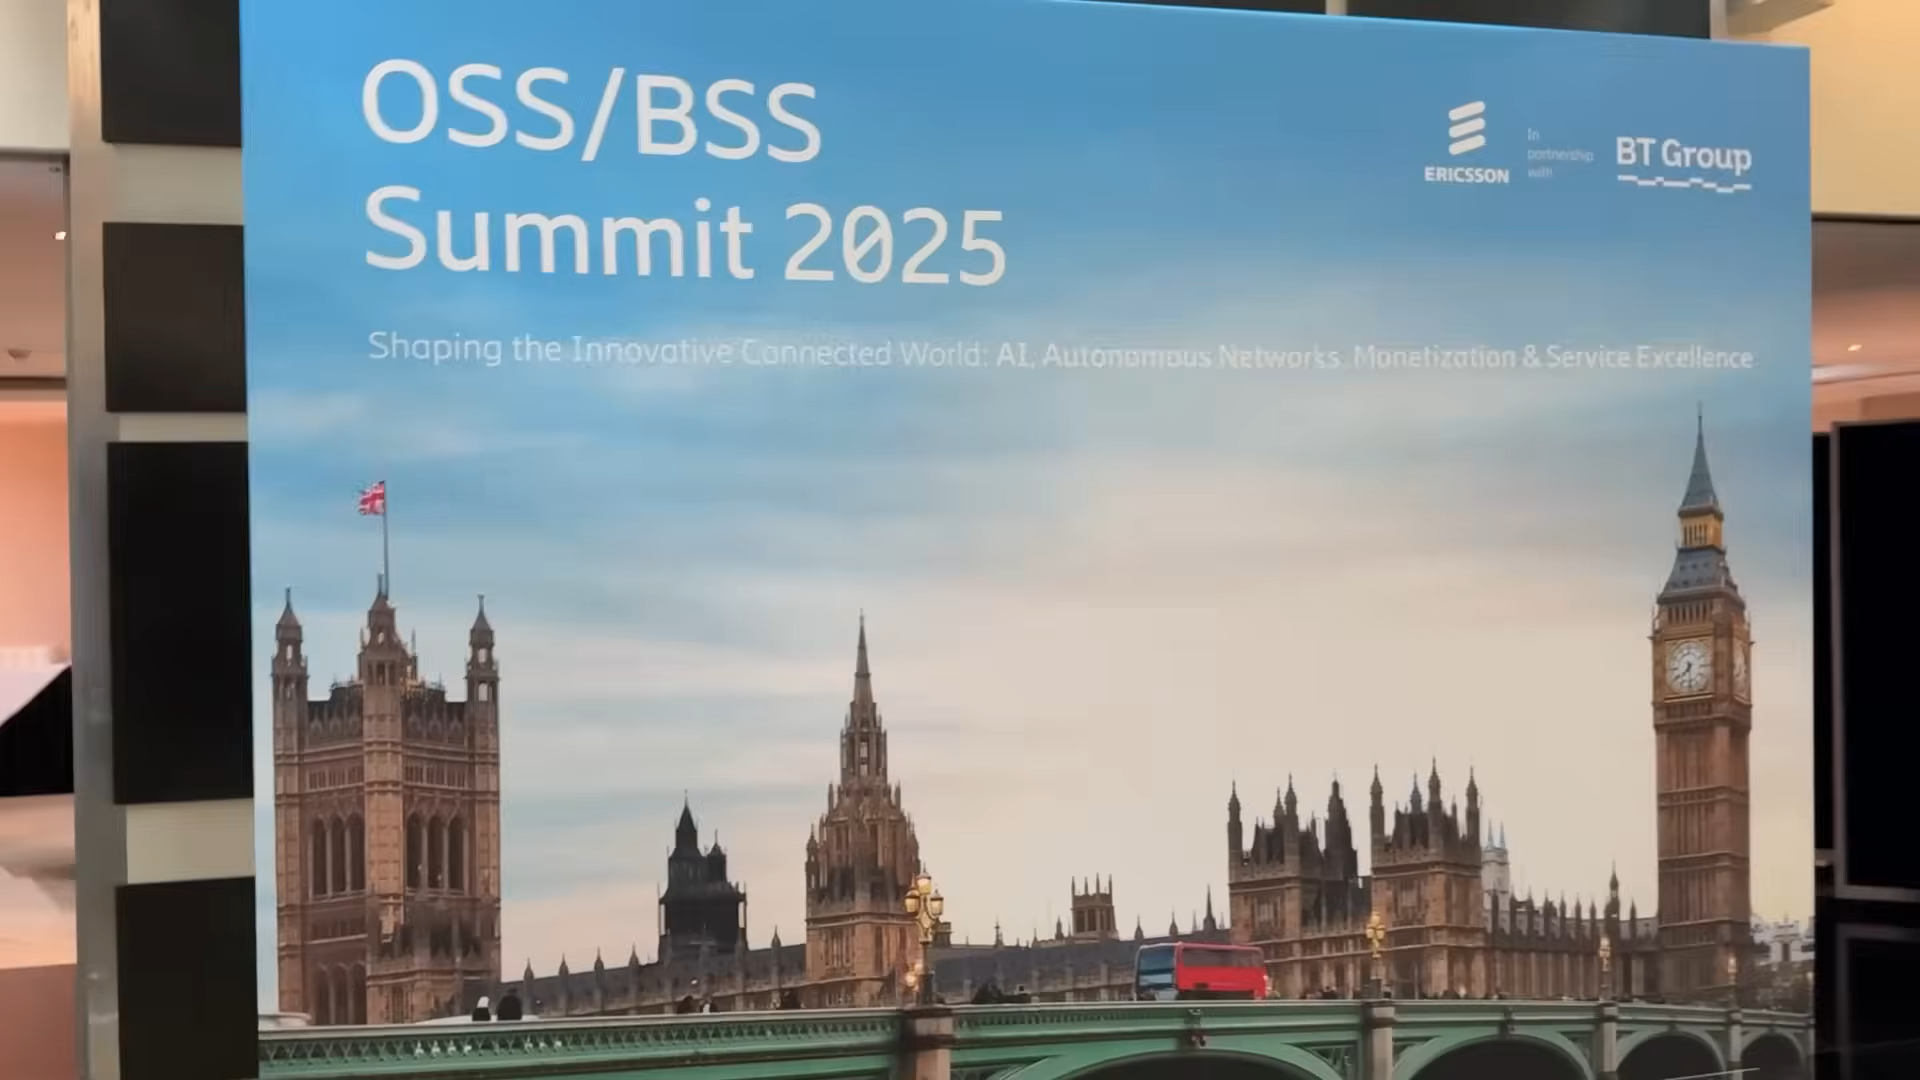 OSS/BSS
Summit 2025
Shaping the Innovative Connected World: AI, Autonomous Networks, Monetization & Service Excellence
ERICSSON
In
partnership
with
BT Group